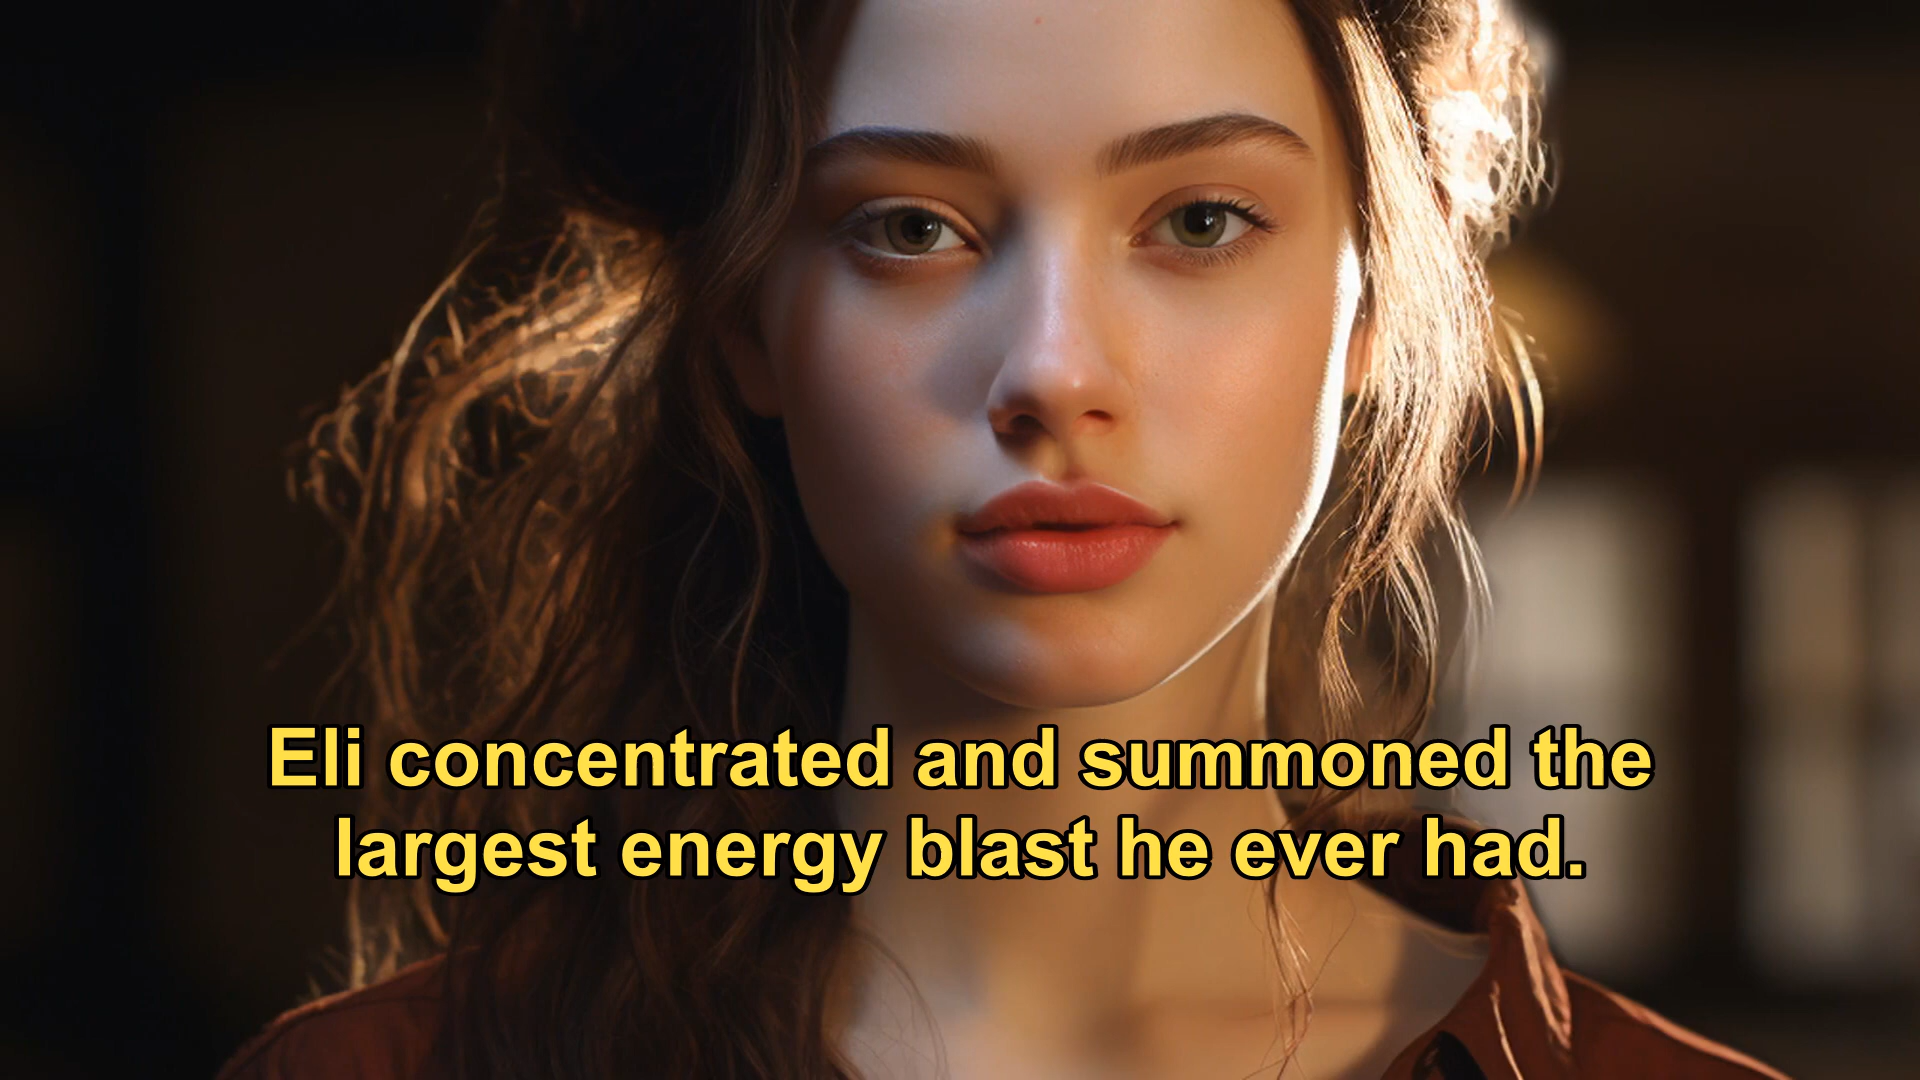 Eli concentrated and summoned the
largest energy blast he ever had.